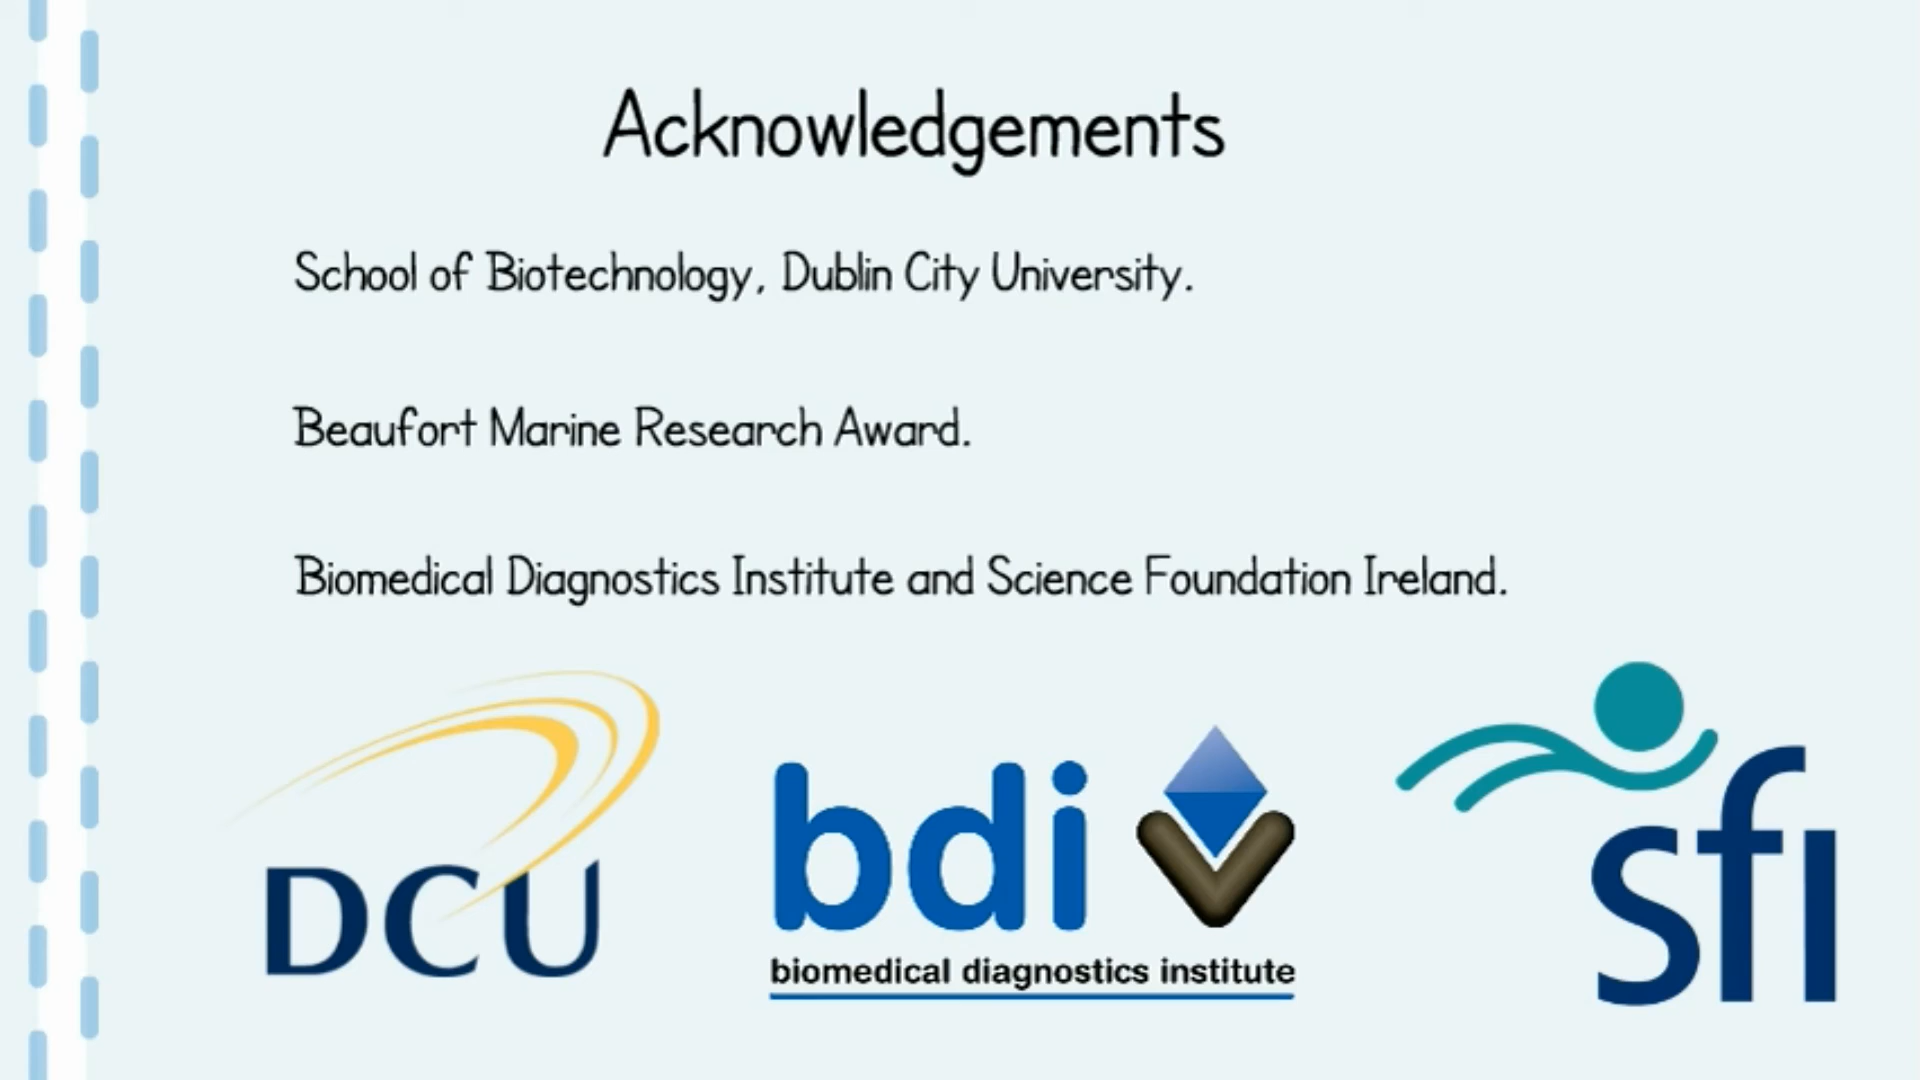 Acknowledgements
School of Biotechnology, Dublin City University.
Beaufort Marine Research Award.
Biomedical Diagnostics Institute and Science Foundation Ireland.
DCU
bdi
biomedical diagnostics institute
sfi